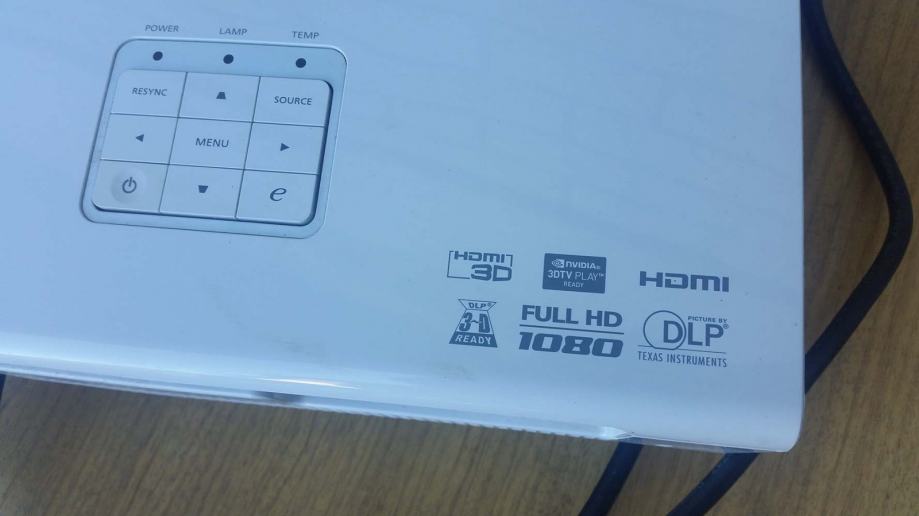 POWER LAMP TEMP
RESYNC SOURCE
MENU
e
HDMI 3D
NVIDIA® 3DTV PLAY™ READY
HDMI
DLP® 3-D READY
FULL HD 1080
PICTURE BY DLP® TEXAS INSTRUMENTS